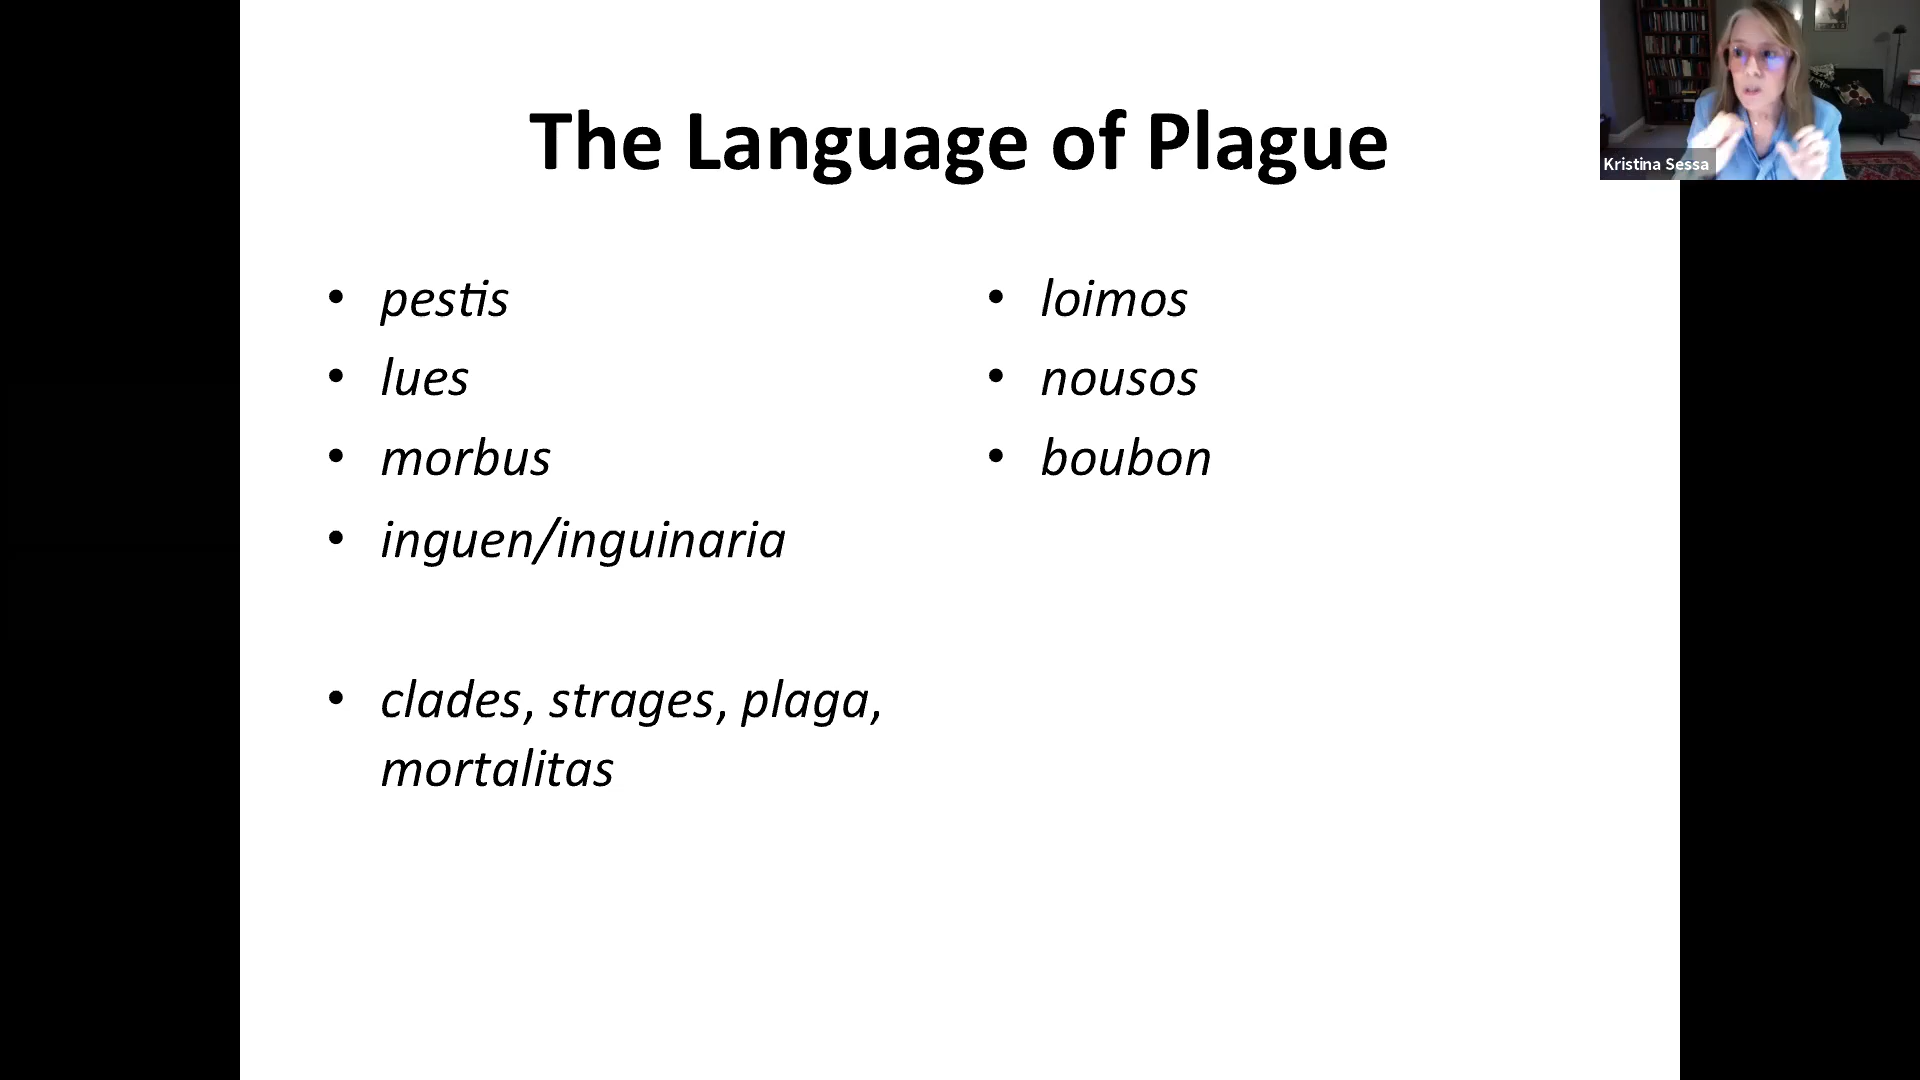 The Language of Plague
Kristina Sessa
• pestis
• lues
• morbus
• inguen/inguinaria
• clades, strages, plaga,
mortalitas
• loimos
• nousos
• boubon